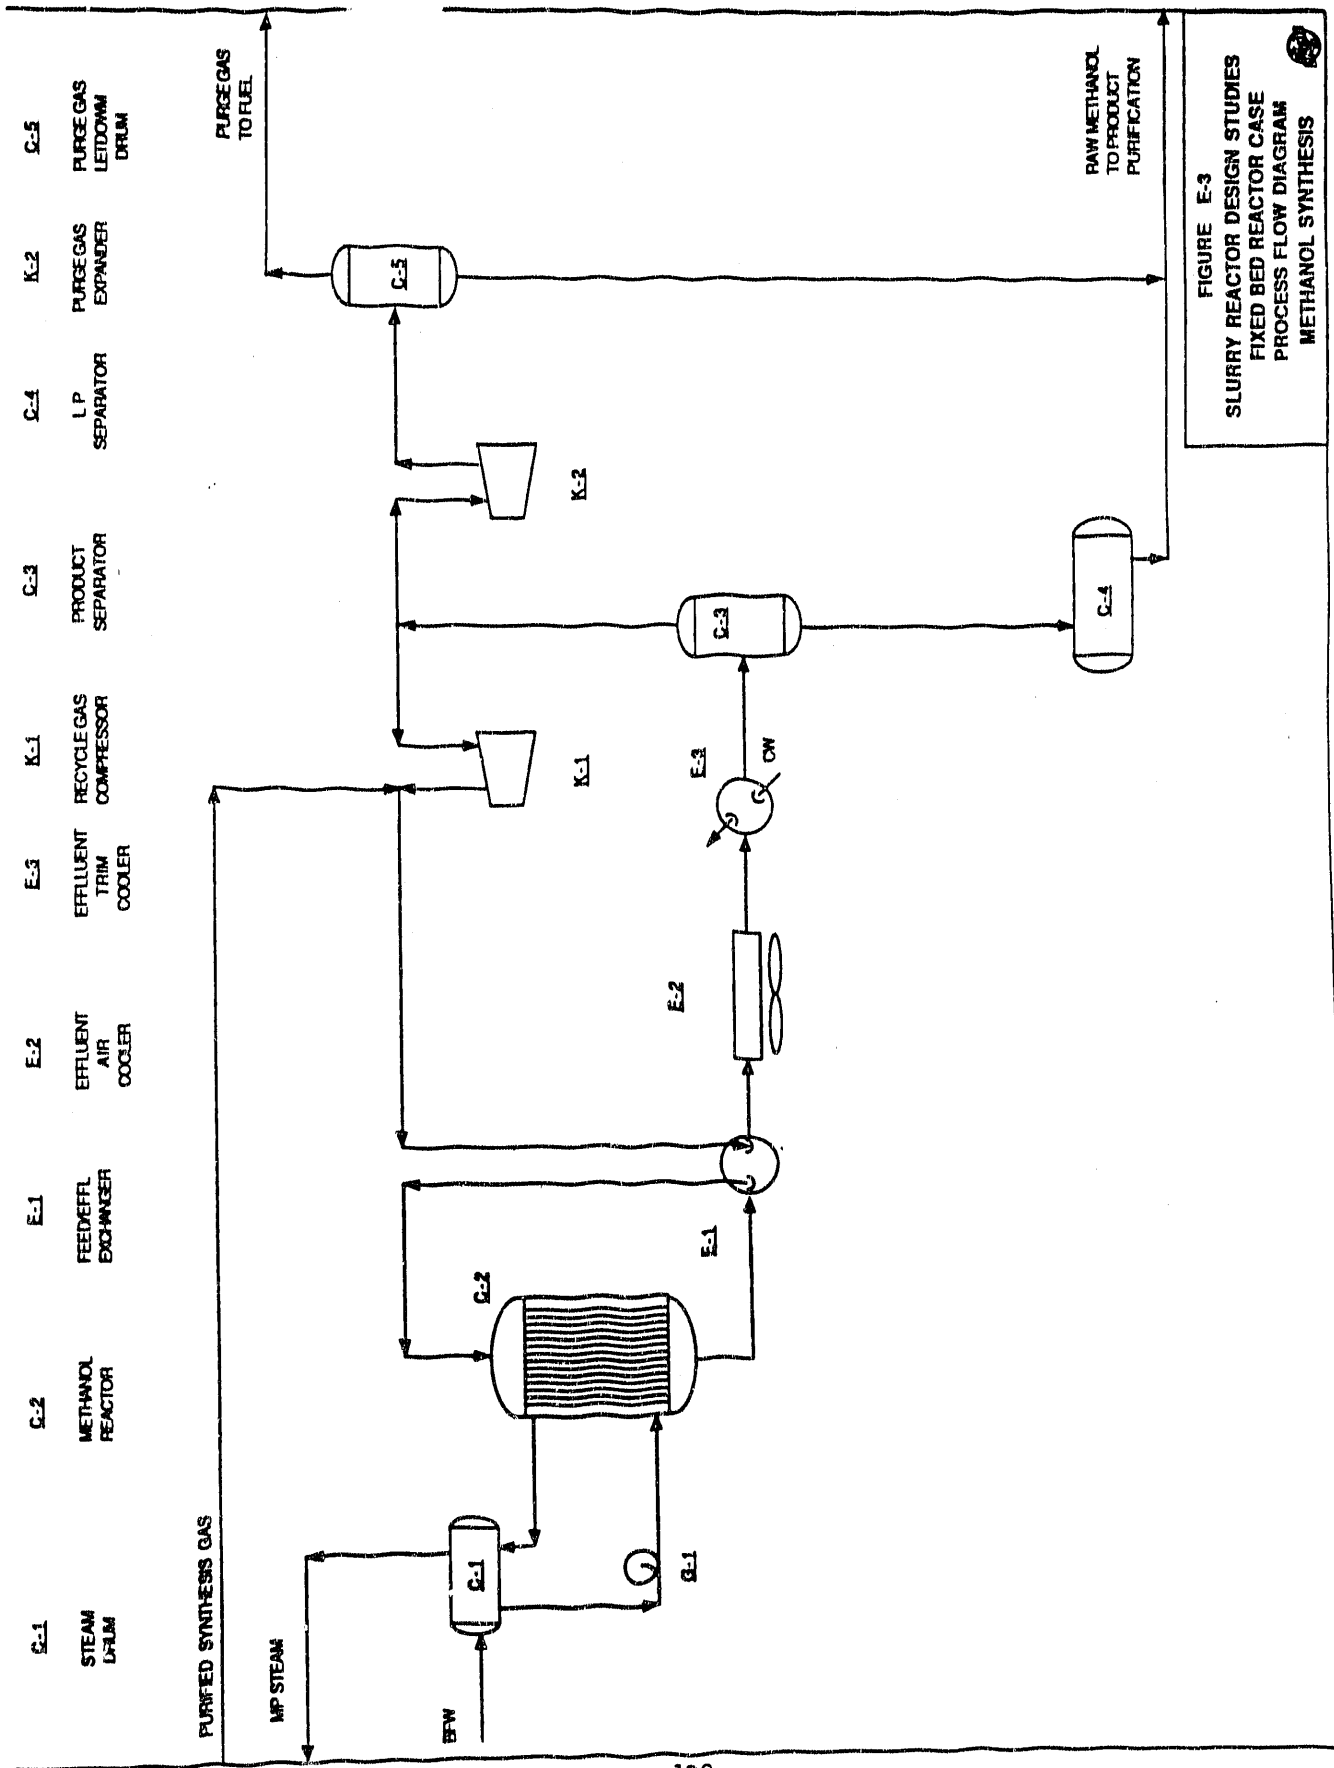 C-1
STEAM
DRUM
C-2
METHANOL
REACTOR
E-1
FEED/EFFL
EXCHANGER
E-2
EFFLUENT
AIR
COOLER
E-3
EFFLUENT
TRIM
COOLER
K-1
RECYCLE GAS
COMPRESSOR
C-3
PRODUCT
SEPARATOR
C-4
L P
SEPARATOR
K-2
PURGE GAS
EXPANDER
C-5
PURGE GAS
LETDOWM
DRUM
PURIFIED SYNTHESIS GAS
PURGE GAS
TO FUEL
MP STEAM
BFW
C-1
G-1
C-2
E-1
E-2
E-3
CW
K-1
C-3
K-2
C-5
C-4
RAW METHANOL
TO PRODUCT
PURIFICATION
FIGURE E-3
SLURRY REACTOR DESIGN STUDIES
FIXED BED REACTOR CASE
PROCESS FLOW DIAGRAM
METHANOL SYNTHESIS